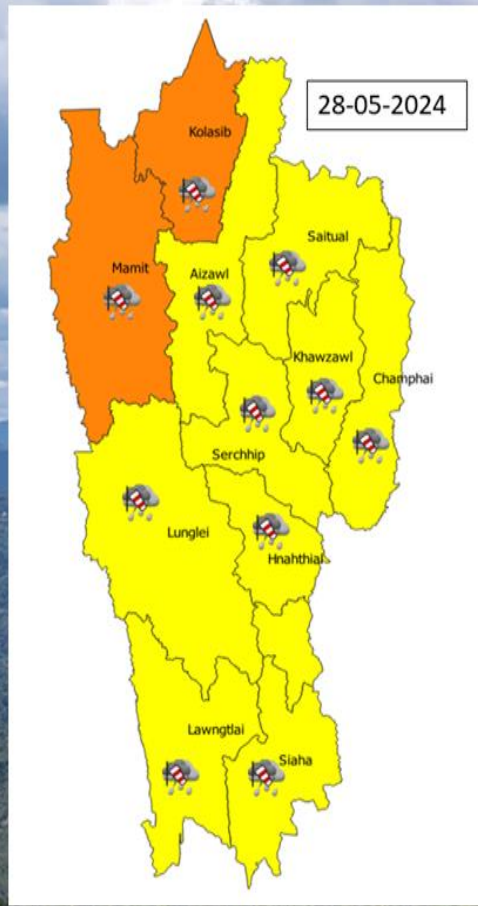 28-05-2024
Kolasib
Saitual
Mamit
Aizawl
Khawzawl
Champhai
Serchhip
Lunglei
Hnahthial
Lawngtlai
Siaha